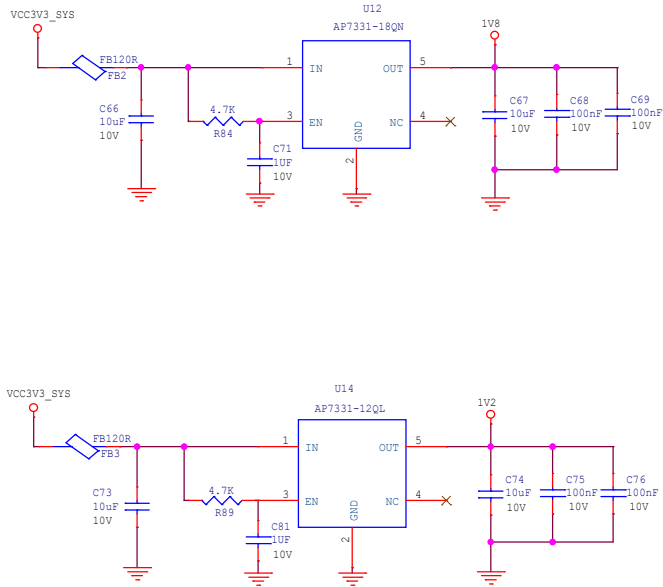 U12
VCC3V3_SYS
AP7331-18QN
1V8
FB120R
FB2
1 IN OUT 5
C66
10uF
10V
4.7K
R84
3 EN NC 4
GND
2
C71
1UF
10V
C67
10uF
10V
C68
100nF
10V
C69
100nF
10V
U14
VCC3V3_SYS
AP7331-12QL
1V2
FB120R
FB3
1 IN OUT 5
C73
10uF
10V
4.7K
R89
3 EN NC 4
GND
2
C81
1UF
10V
C74
10uF
10V
C75
100nF
10V
C76
100nF
10V